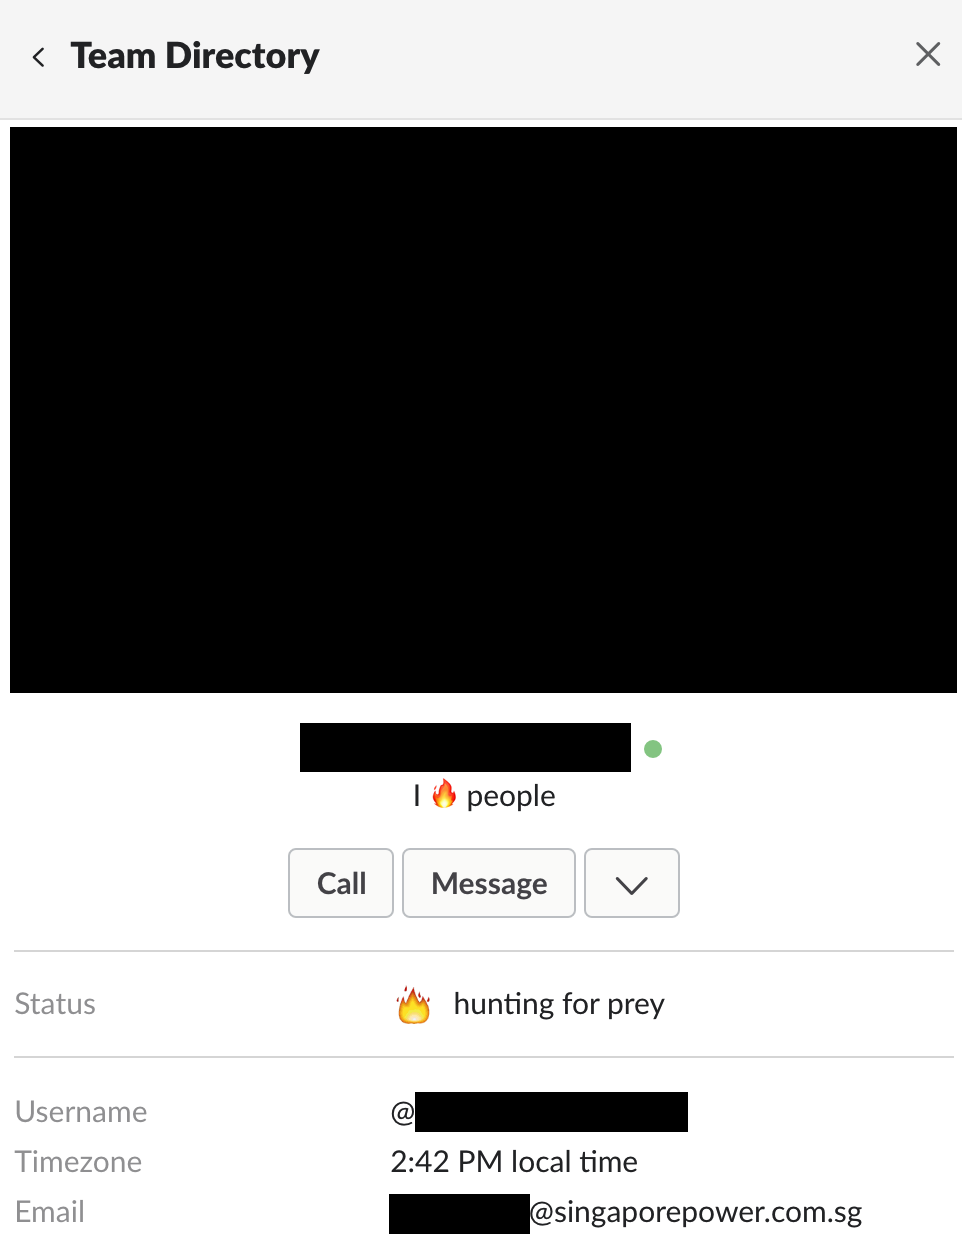 Team Directory
I 🔥 people
Call Message
Status 🔥 hunting for prey
Username @
Timezone 2:42 PM local time
Email @singaporepower.com.sg